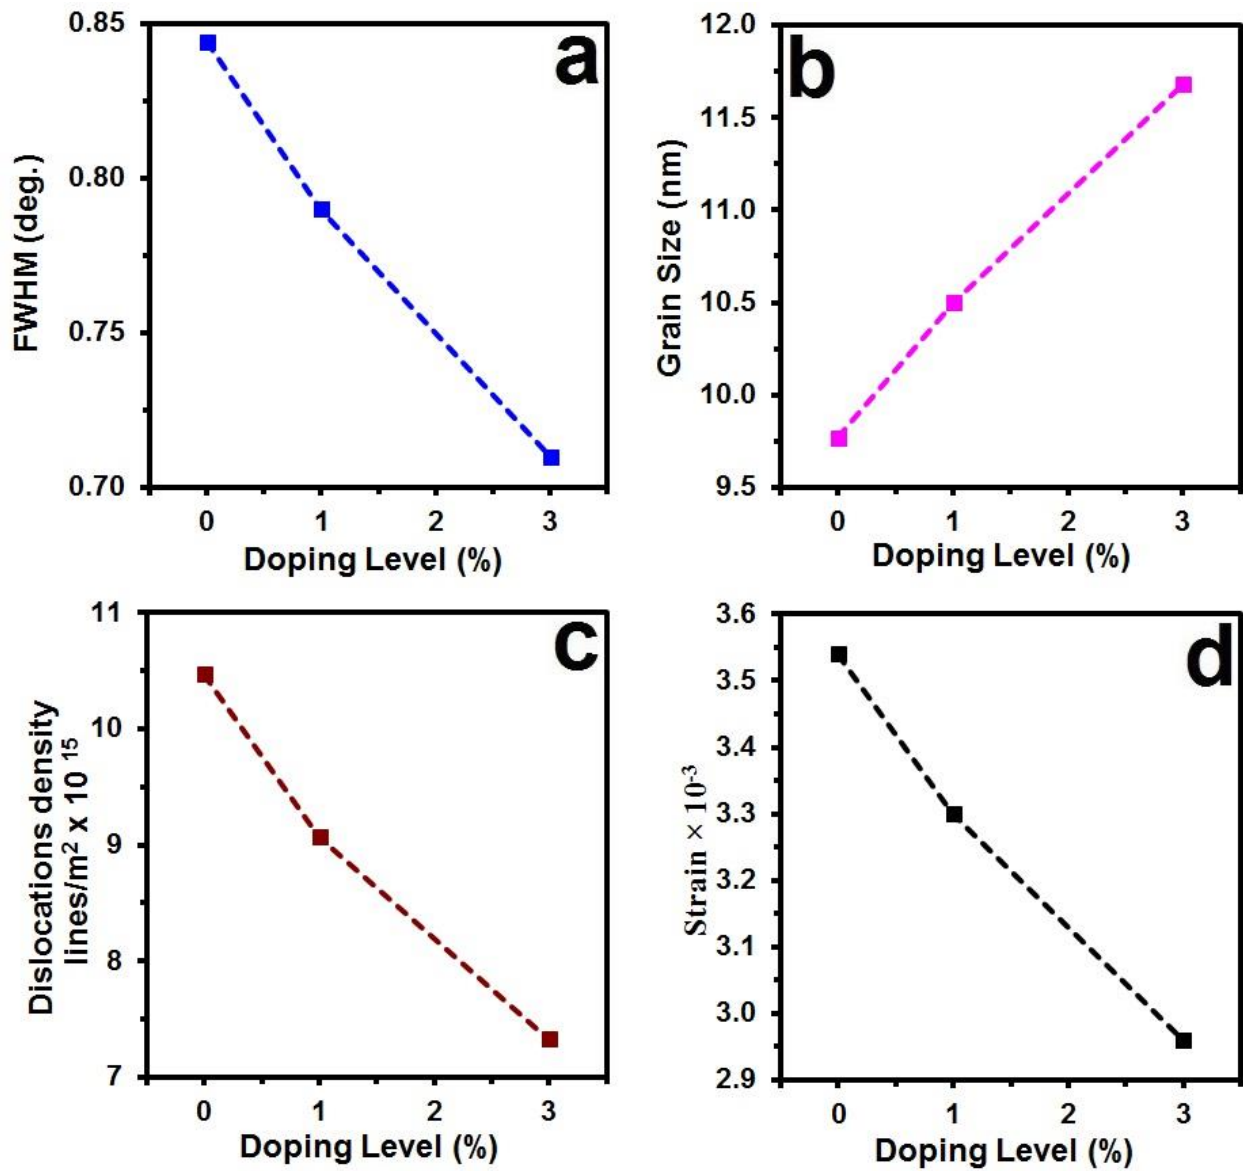 a
0.85
0.80
0.75
0.70
FWHM (deg.)
0 1 2 3
Doping Level (%)
b
12.0
11.5
11.0
10.5
10.0
9.5
Grain Size (nm)
0 1 2 3
Doping Level (%)
c
11
10
9
8
7
Dislocations density
lines/m² x 10 ¹⁵
0 1 2 3
Doping Level (%)
d
3.6
3.5
3.4
3.3
3.2
3.1
3.0
2.9
Strain × 10⁻³
0 1 2 3
Doping Level (%)